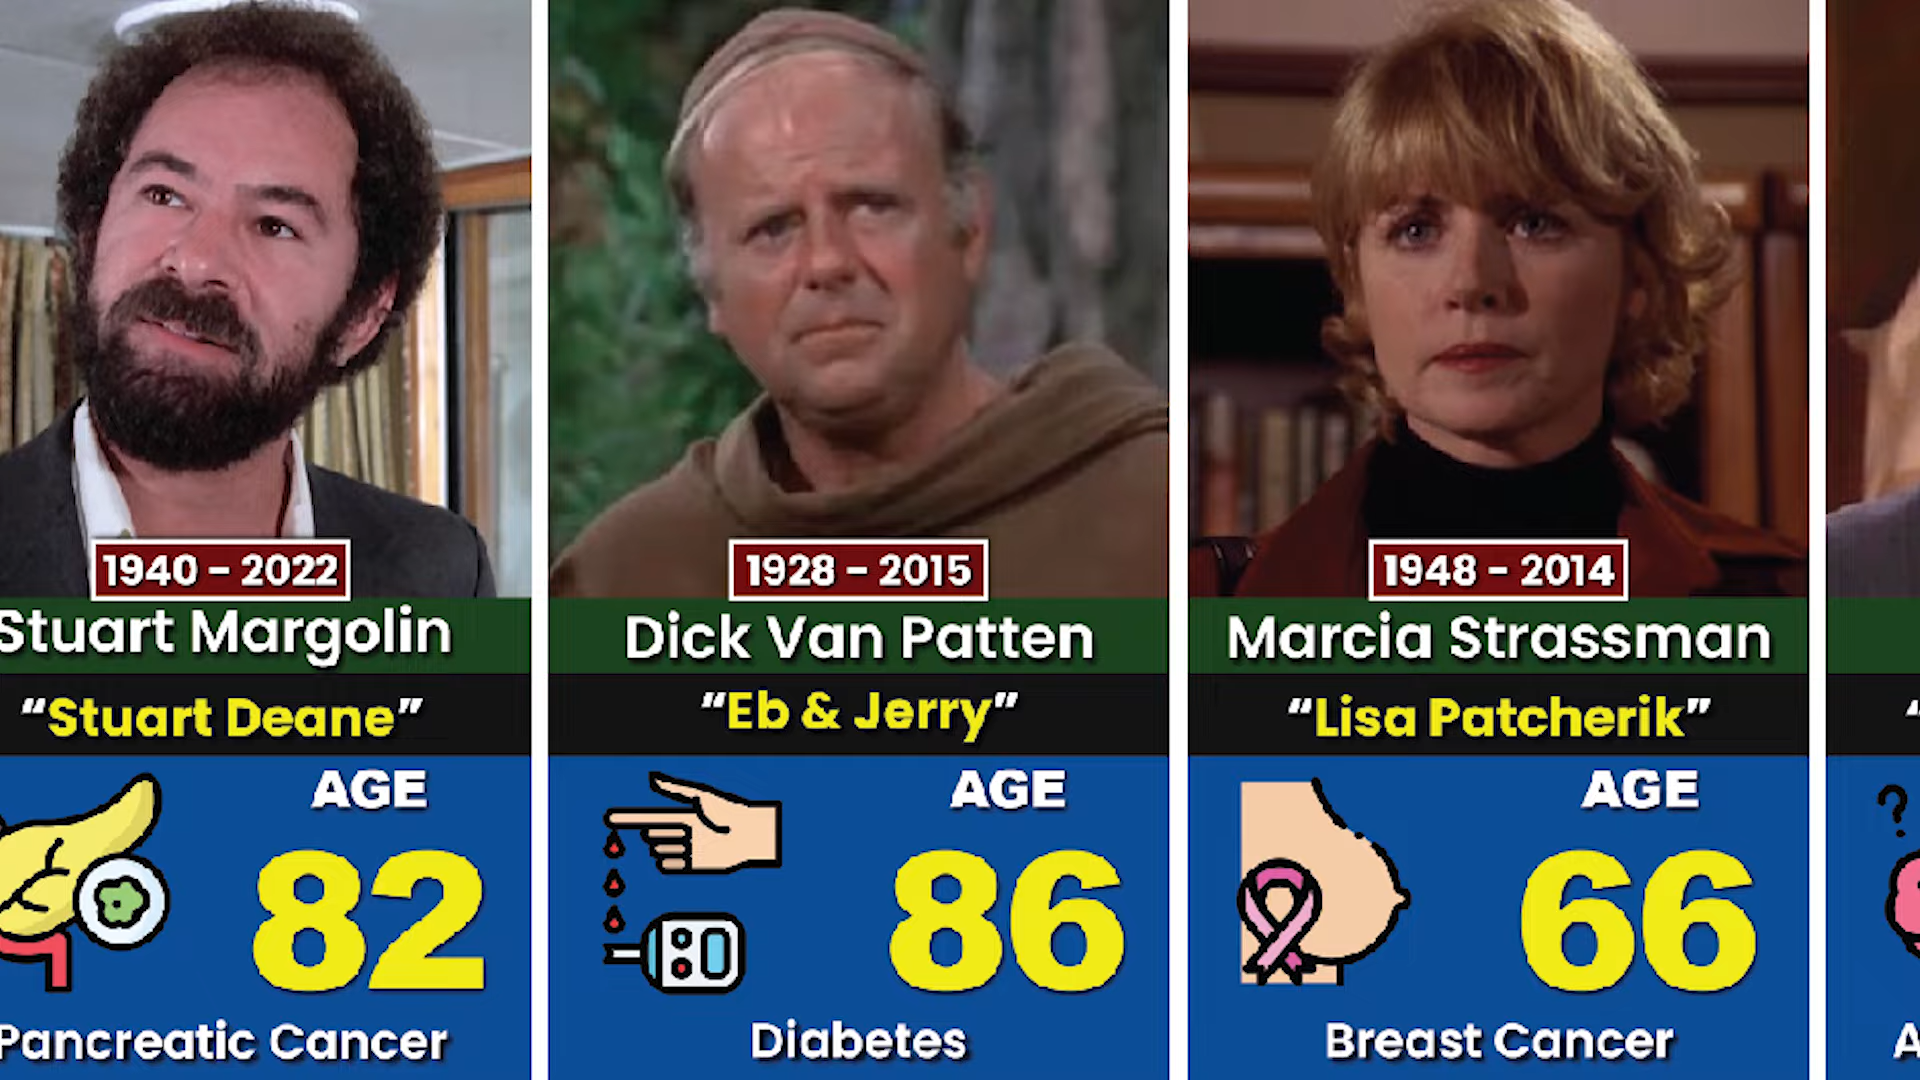 1940 – 2022
Stuart Margolin
“Stuart Deane”
AGE
82
Pancreatic Cancer
1928 – 2015
Dick Van Patten
“Eb & Jerry”
AGE
86
Diabetes
1948 – 2014
Marcia Strassman
“Lisa Patcherik”
AGE
66
Breast Cancer
“
?
A